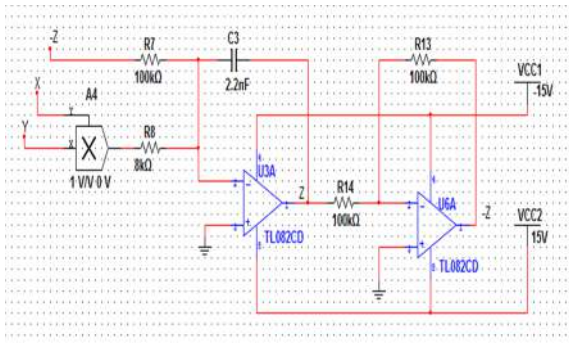 -Z
R7
100kΩ
C3
2.2nF
R13
100kΩ
VCC1
-15V
X
A4
Y
Y
X
X
1 V/V 0 V
R8
8kΩ
U3A
Z
R14
100kΩ
U6A
-Z
VCC2
15V
TL082CD
TL082CD